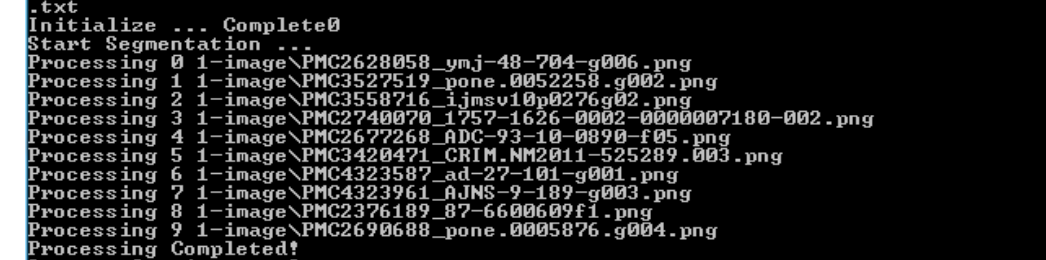 .txt
Initialize ... Complete0
Start Segmentation ...
Processing 0 1-image\PMC2628058_ymj-48-704-g006.png
Processing 1 1-image\PMC3527519_pone.0052258.g002.png
Processing 2 1-image\PMC3558716_ijmsv10p0276g02.png
Processing 3 1-image\PMC2740070_1757-1626-0002-0000007180-002.png
Processing 4 1-image\PMC2677268_ADC-93-10-0890-f05.png
Processing 5 1-image\PMC3420471_CRIM.NM2011-525289.003.png
Processing 6 1-image\PMC4323587_ad-27-101-g001.png
Processing 7 1-image\PMC4323961_AJNS-9-189-g003.png
Processing 8 1-image\PMC2376189_87-6600609f1.png
Processing 9 1-image\PMC2690688_pone.0005876.g004.png
Processing Completed!